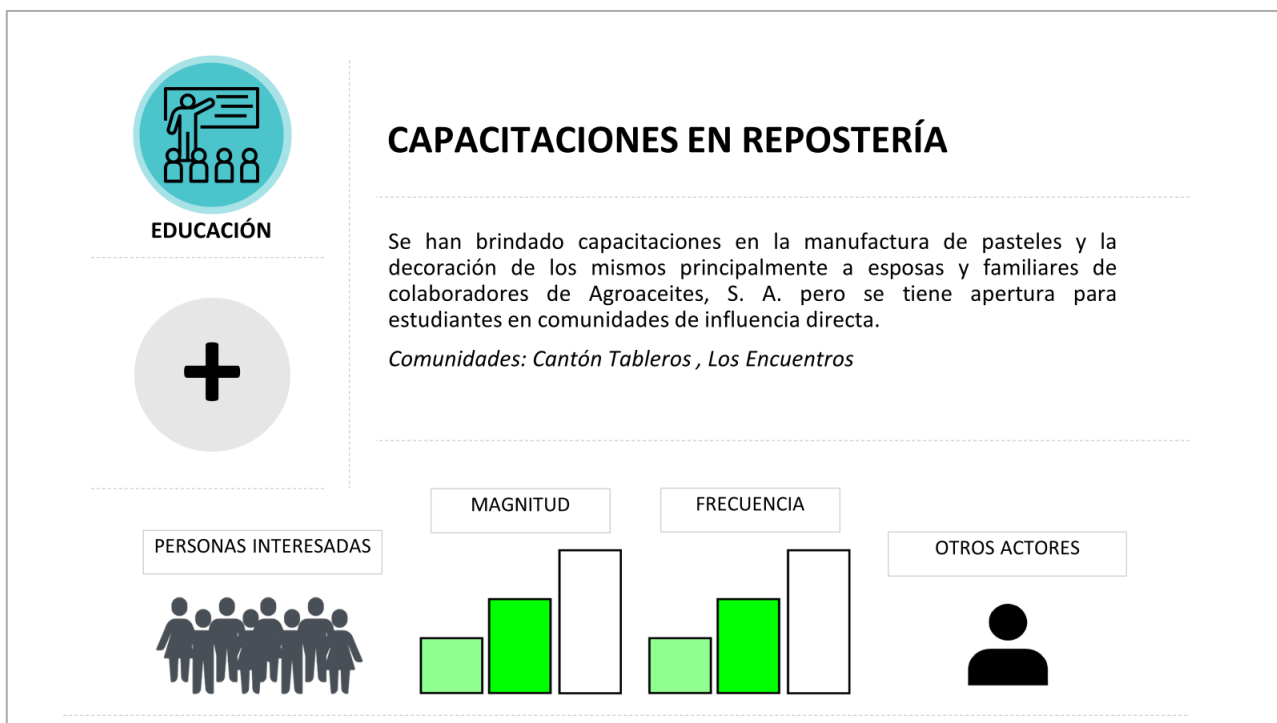 EDUCACIÓN
CAPACITACIONES EN REPOSTERÍA
Se han brindado capacitaciones en la manufactura de pasteles y la
decoración de los mismos principalmente a esposas y familiares de
colaboradores de Agroaceites, S. A. pero se tiene apertura para
estudiantes en comunidades de influencia directa.
Comunidades: Cantón Tableros , Los Encuentros
PERSONAS INTERESADAS
MAGNITUD
FRECUENCIA
OTROS ACTORES